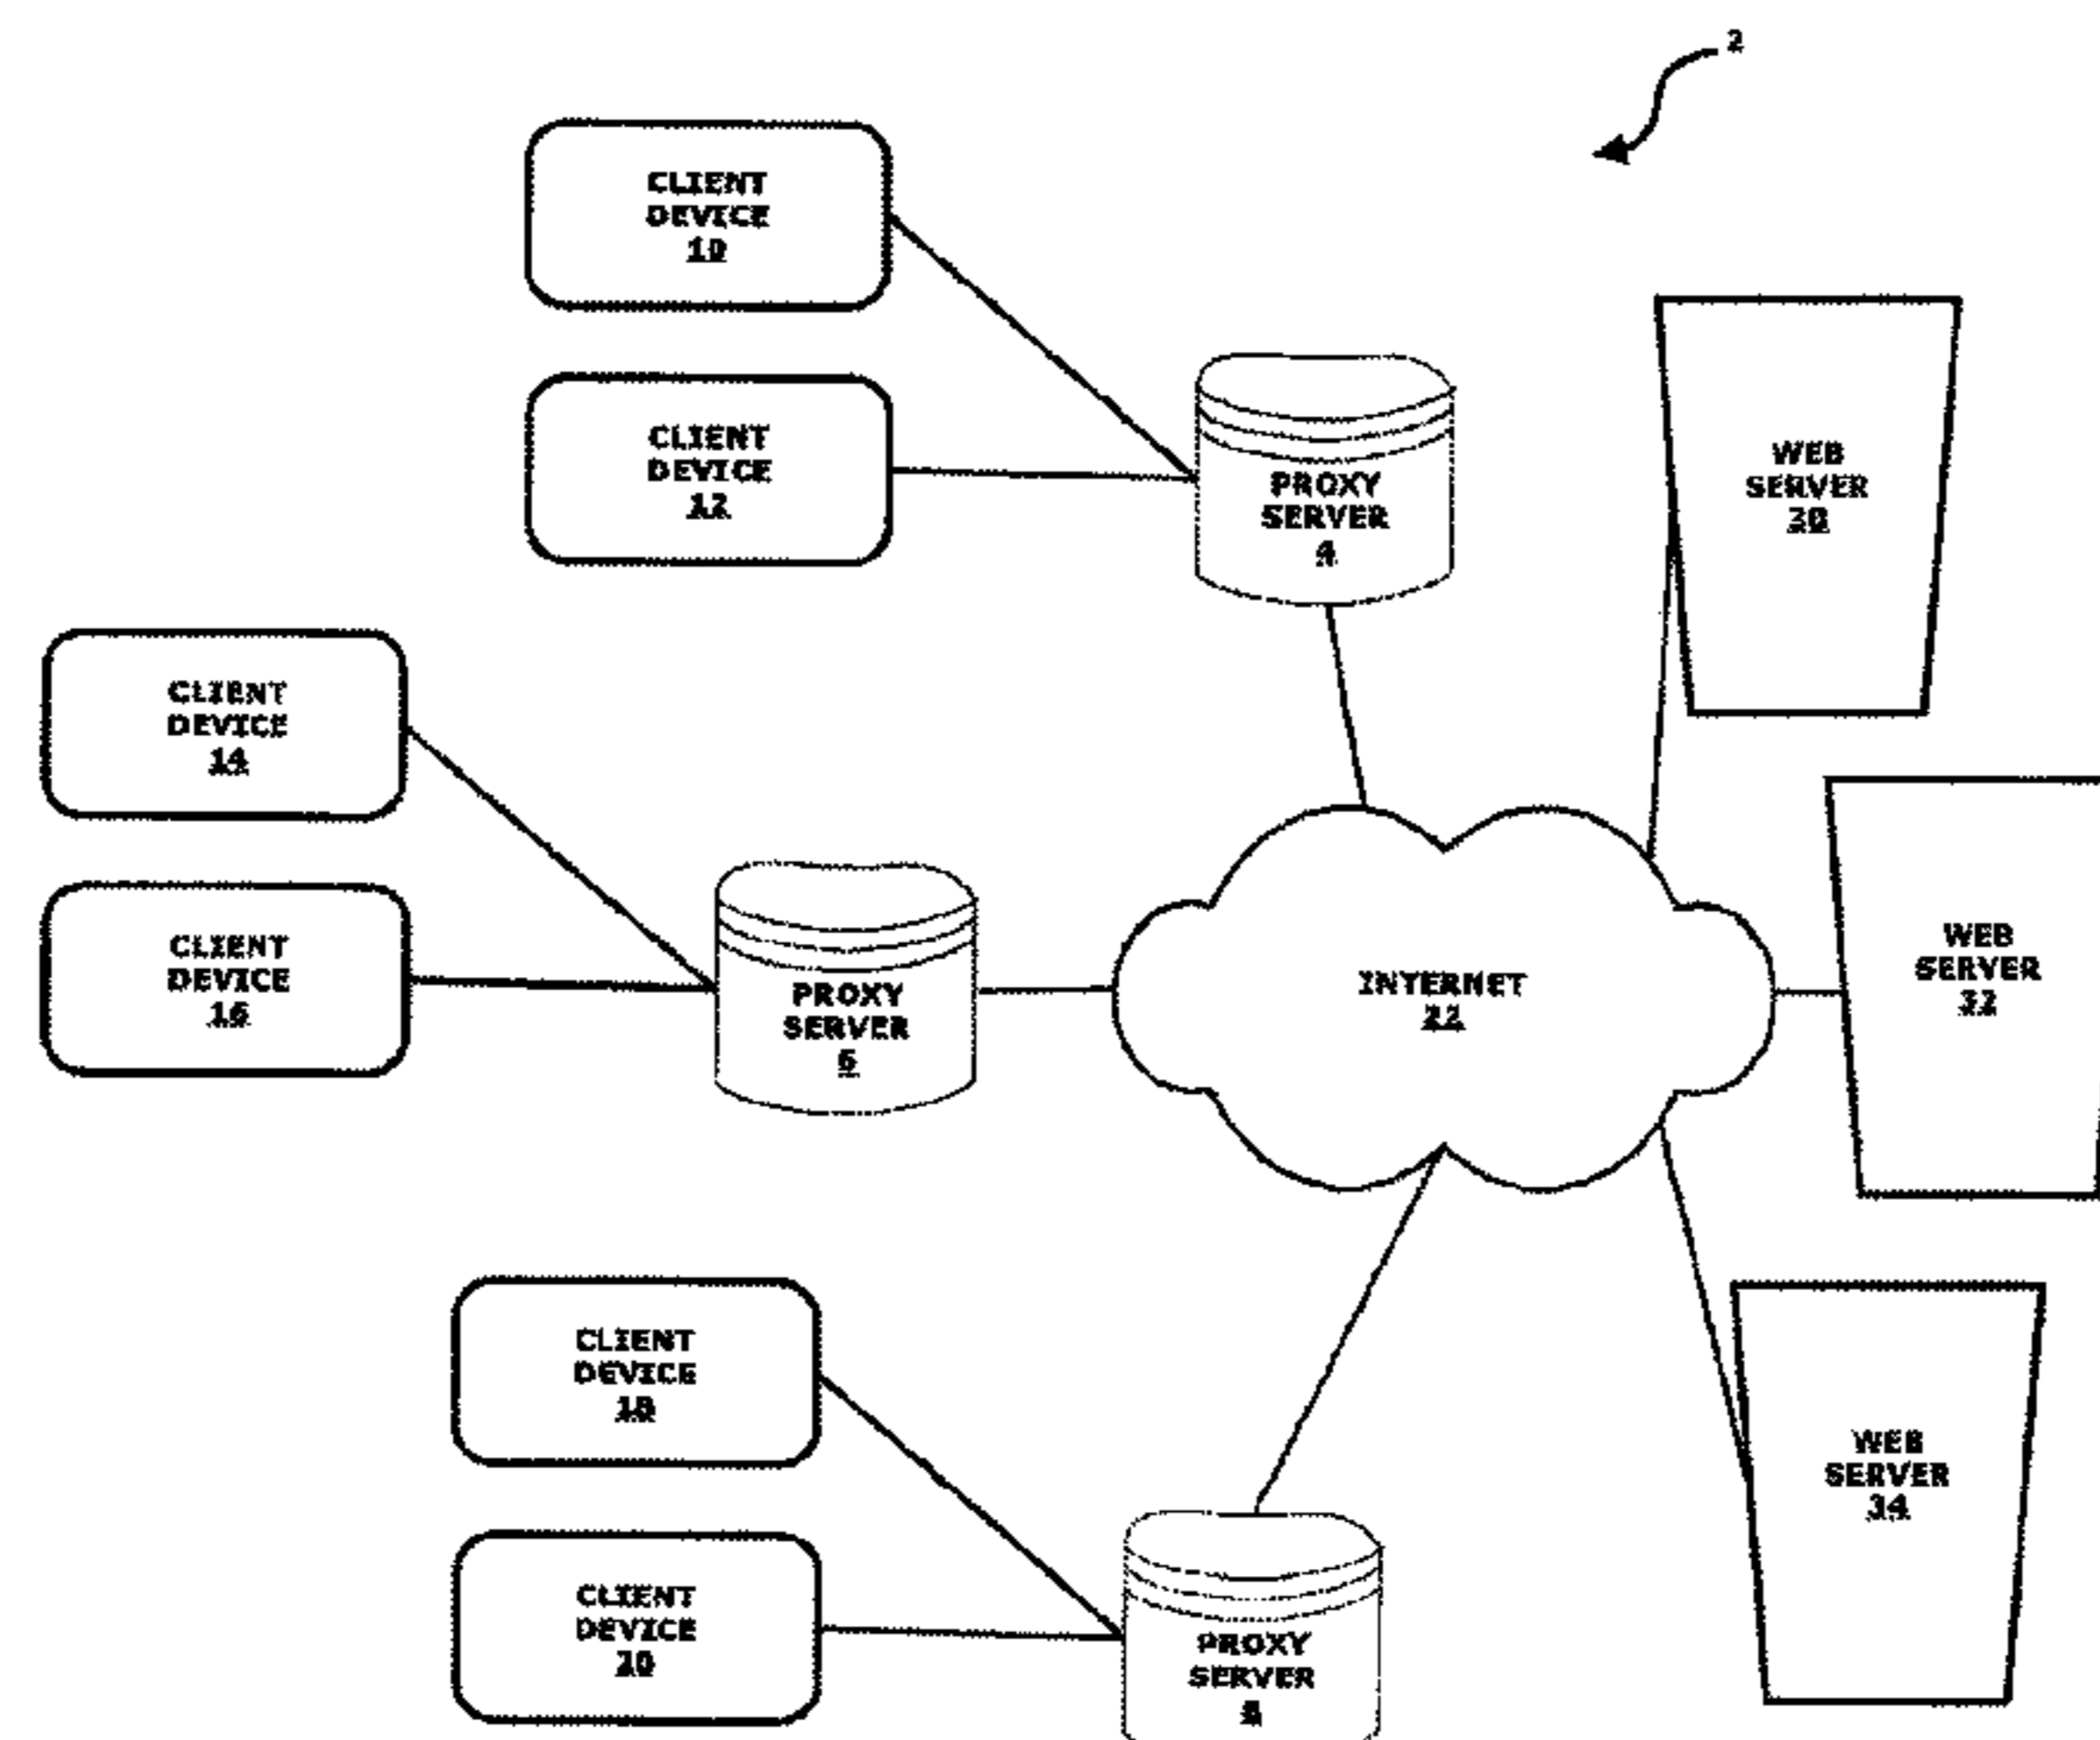 2
CLIENT
DEVICE
10
CLIENT
DEVICE
12
PROXY
SERVER
4
WEB
SERVER
30
CLIENT
DEVICE
14
CLIENT
DEVICE
16
PROXY
SERVER
6
INTERNET
22
WEB
SERVER
32
CLIENT
DEVICE
18
CLIENT
DEVICE
20
PROXY
SERVER
8
WEB
SERVER
34